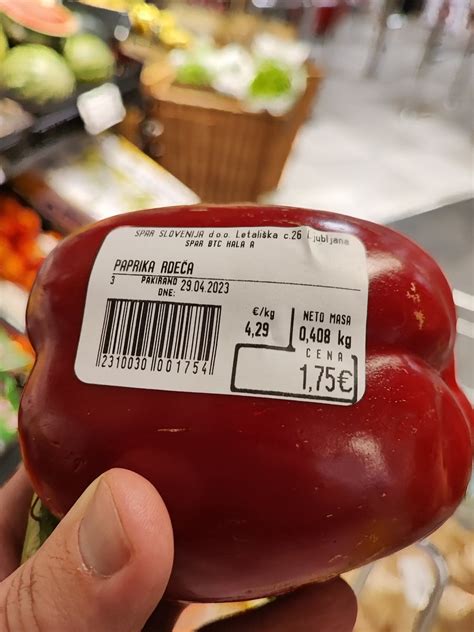 SPAR SLOVENIJA d.o.o. Letališka c.26 Ljubljana
SPAR BTC HALA A
PAPRIKA RDEČA
3 PAKIRANO DNE: 29.04.2023
€/kg
4,29
NETO MASA
0,408 kg
CENA
1,75€
2310030 001754